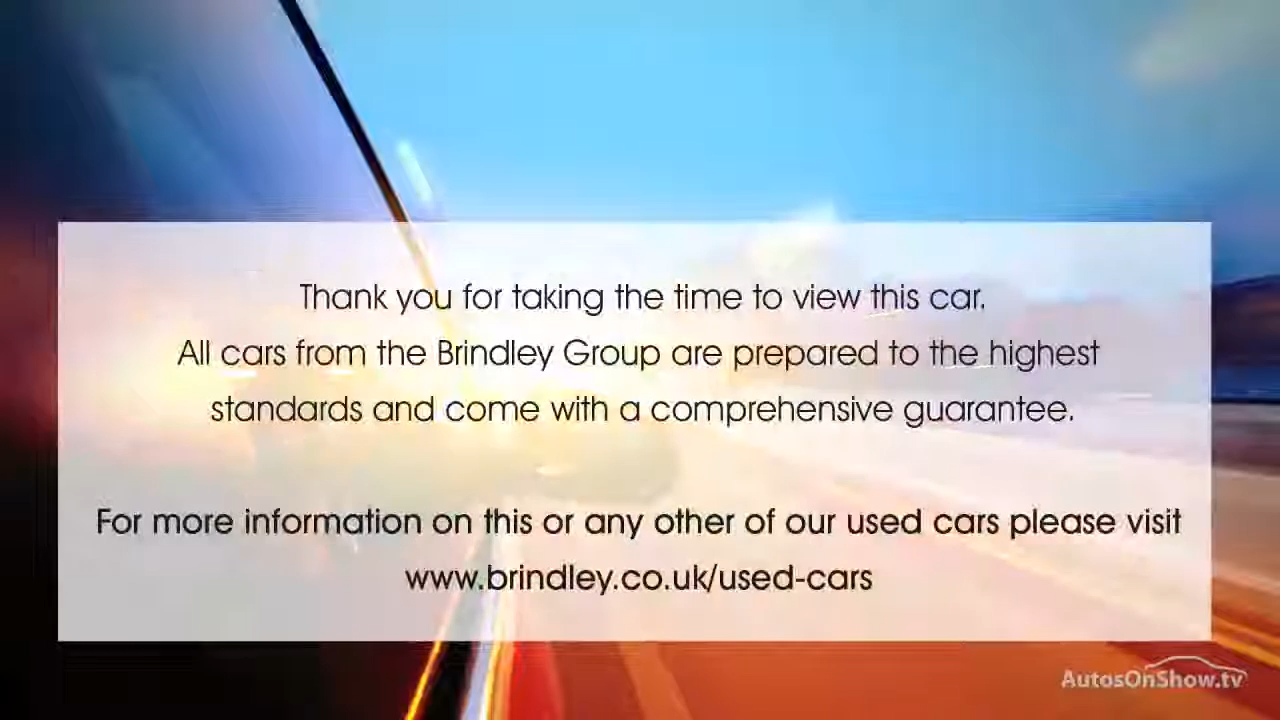 Thank you for taking the time to view this car.
All cars from the Brindley Group are prepared to the highest
standards and come with a comprehensive guarantee.
For more information on this or any other of our used cars please visit
www.brindley.co.uk/used-cars
AutosOnShow.tv